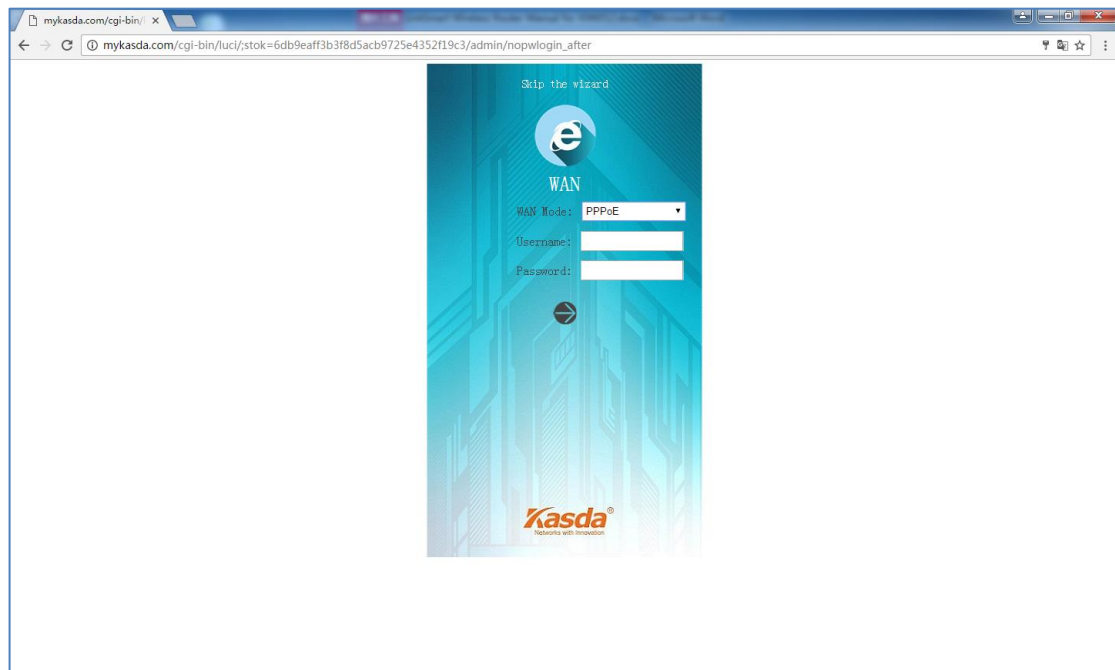 mykasda.com/cgi-bin/
mykasda.com/cgi-bin/luci/;stok=6db9eaff3b3f8d5acb9725e4352f19c3/admin/nopwlogin_after
Skip the wizard
WAN
WAN Mode: PPPoE
Username:
Password:
Kasda®
Networks with Innovation